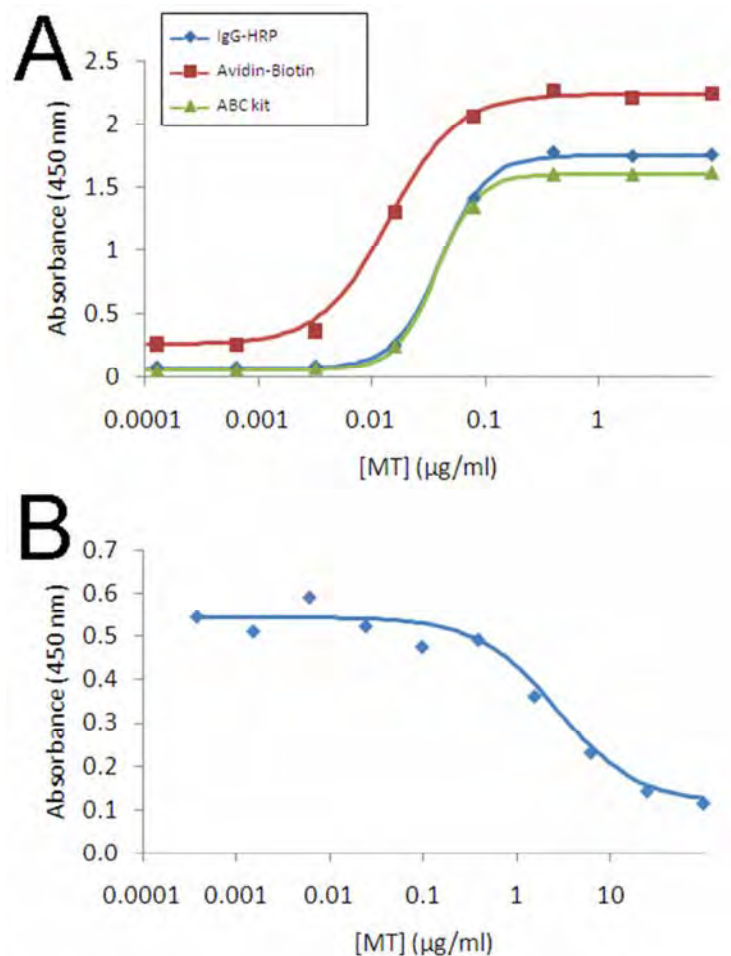 A
IgG-HRP
Avidin-Biotin
ABC kit
Absorbance (450 nm)
2.5
2
1.5
1
0.5
0
0.0001 0.001 0.01 0.1 1
[MT] (µg/ml)
B
Absorbance (450 nm)
0.7
0.6
0.5
0.4
0.3
0.2
0.1
0.0
0.0001 0.001 0.01 0.1 1 10
[MT] (µg/ml)